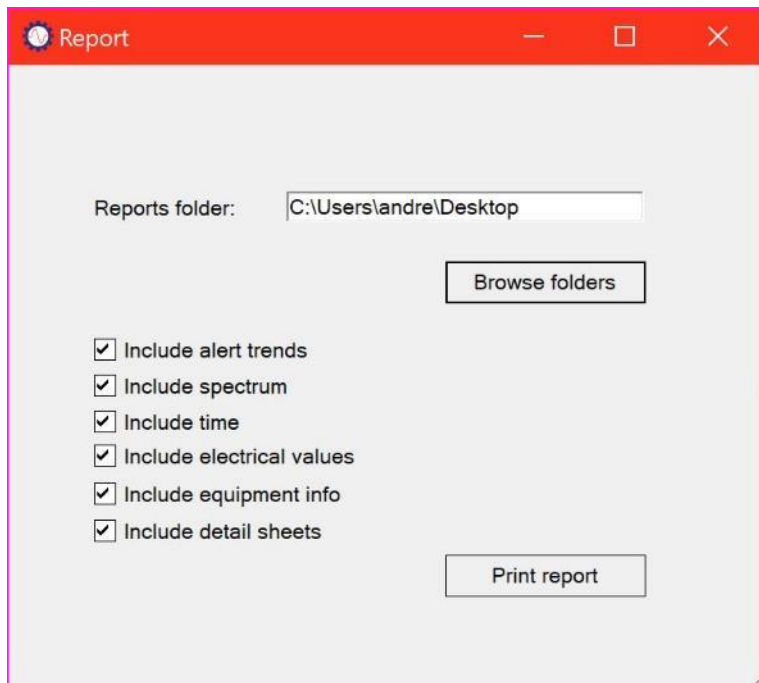 Report
Reports folder: C:\Users\andre\Desktop
Browse folders
Include alert trends
Include spectrum
Include time
Include electrical values
Include equipment info
Include detail sheets
Print report